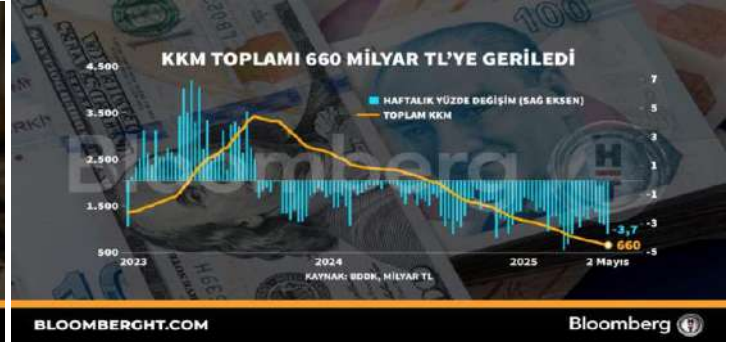 KKM TOPLAMI 660 MİLYAR TL'YE GERİLEDİ
4.500
3.500
2.500
1.500
500
7
5
3
1
-1
-3
-5
HAFTALIK YÜZDE DEĞİŞİM (SAĞ EKSEN)
TOPLAM KKM
Bloomberg HT
-3,7
660
2023
2024
2025
2 Mayıs
KAYNAK: BDDK, MİLYAR TL
BLOOMBERGHT.COM
Bloomberg HT